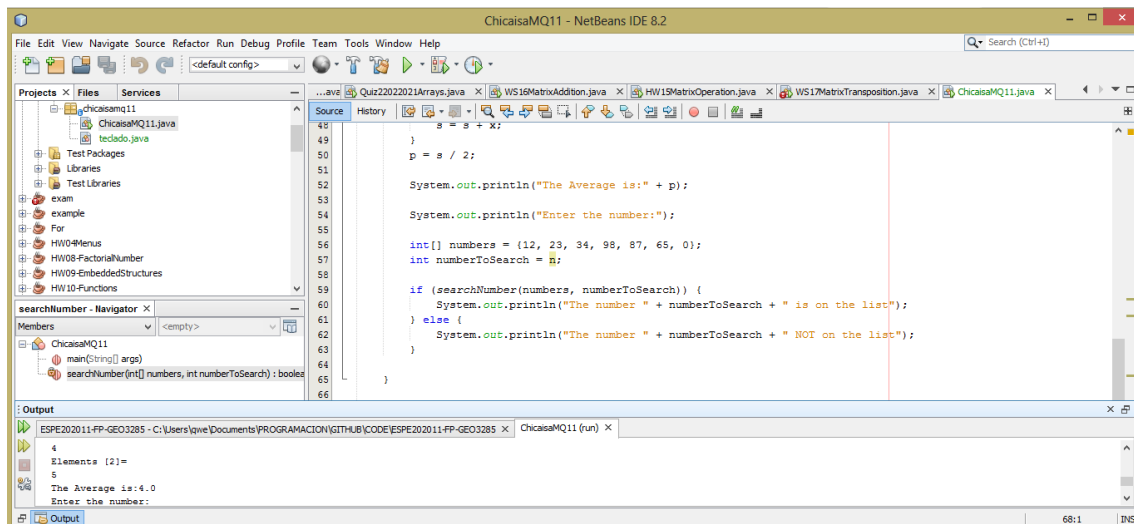 ChicaisaMQ11 - NetBeans IDE 8.2
File Edit View Navigate Source Refactor Run Debug Profile Team Tools Window Help
Search (Ctrl+I)
<default config>
Projects Files Services
...ava Quiz22022021Arrays.java WS16MatrixAddition.java HW15MatrixOperation.java WS17MatrixTransposition.java ChicaisaMQ11.java
chicaisamq11
ChicaisaMQ11.java
teclado.java
Test Packages
Libraries
Test Libraries
exam
example
For
HW04Menus
HW08-FactorialNumber
HW09-EmbeddedStructures
HW10-Functions
Source History
48 s = s + x;
49 }
50 p = s / 2;
51
52 System.out.println("The Average is:" + p);
53
54 System.out.println("Enter the number:");
55
56 int[] numbers = {12, 23, 34, 98, 87, 65, 0};
57 int numberToSearch = n;
58
59 if (searchNumber(numbers, numberToSearch)) {
60 System.out.println("The number " + numberToSearch + " is on the list");
61 } else {
62 System.out.println("The number " + numberToSearch + " NOT on the list");
63 }
64
65 }
66
searchNumber - Navigator
Members <empty>
ChicaisaMQ11
main(String[] args)
searchNumber(int[] numbers, int numberToSearch) : boolea
Output
ESPE202011-FP-GEO3285 - C:\Users\qwe\Documents\PROGRAMACION\GITHUB\CODE\ESPE202011-FP-GEO3285 ChicaisaMQ11 (run)
4
Elements [2]=
5
The Average is:4.0
Enter the number:
Output
68:1 INS